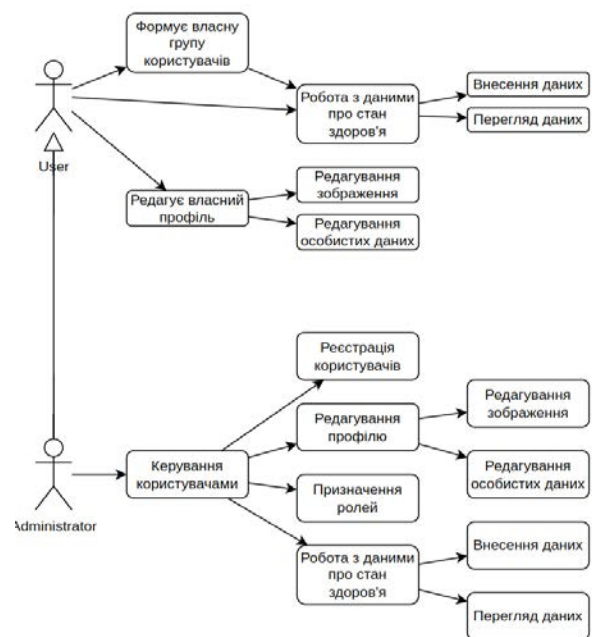 Формує власну
групу
користувачів
User
Робота з даними
про стан
здоров'я
Внесення даних
Перегляд даних
Редагує власний
профіль
Редагування
зображення
Редагування
особистих даних
Administrator
Керування
користувачами
Реєстрація
користувачів
Редагування
профілю
Редагування
зображення
Редагування
особистих даних
Призначення
ролей
Робота з даними
про стан
здоров'я
Внесення даних
Перегляд даних